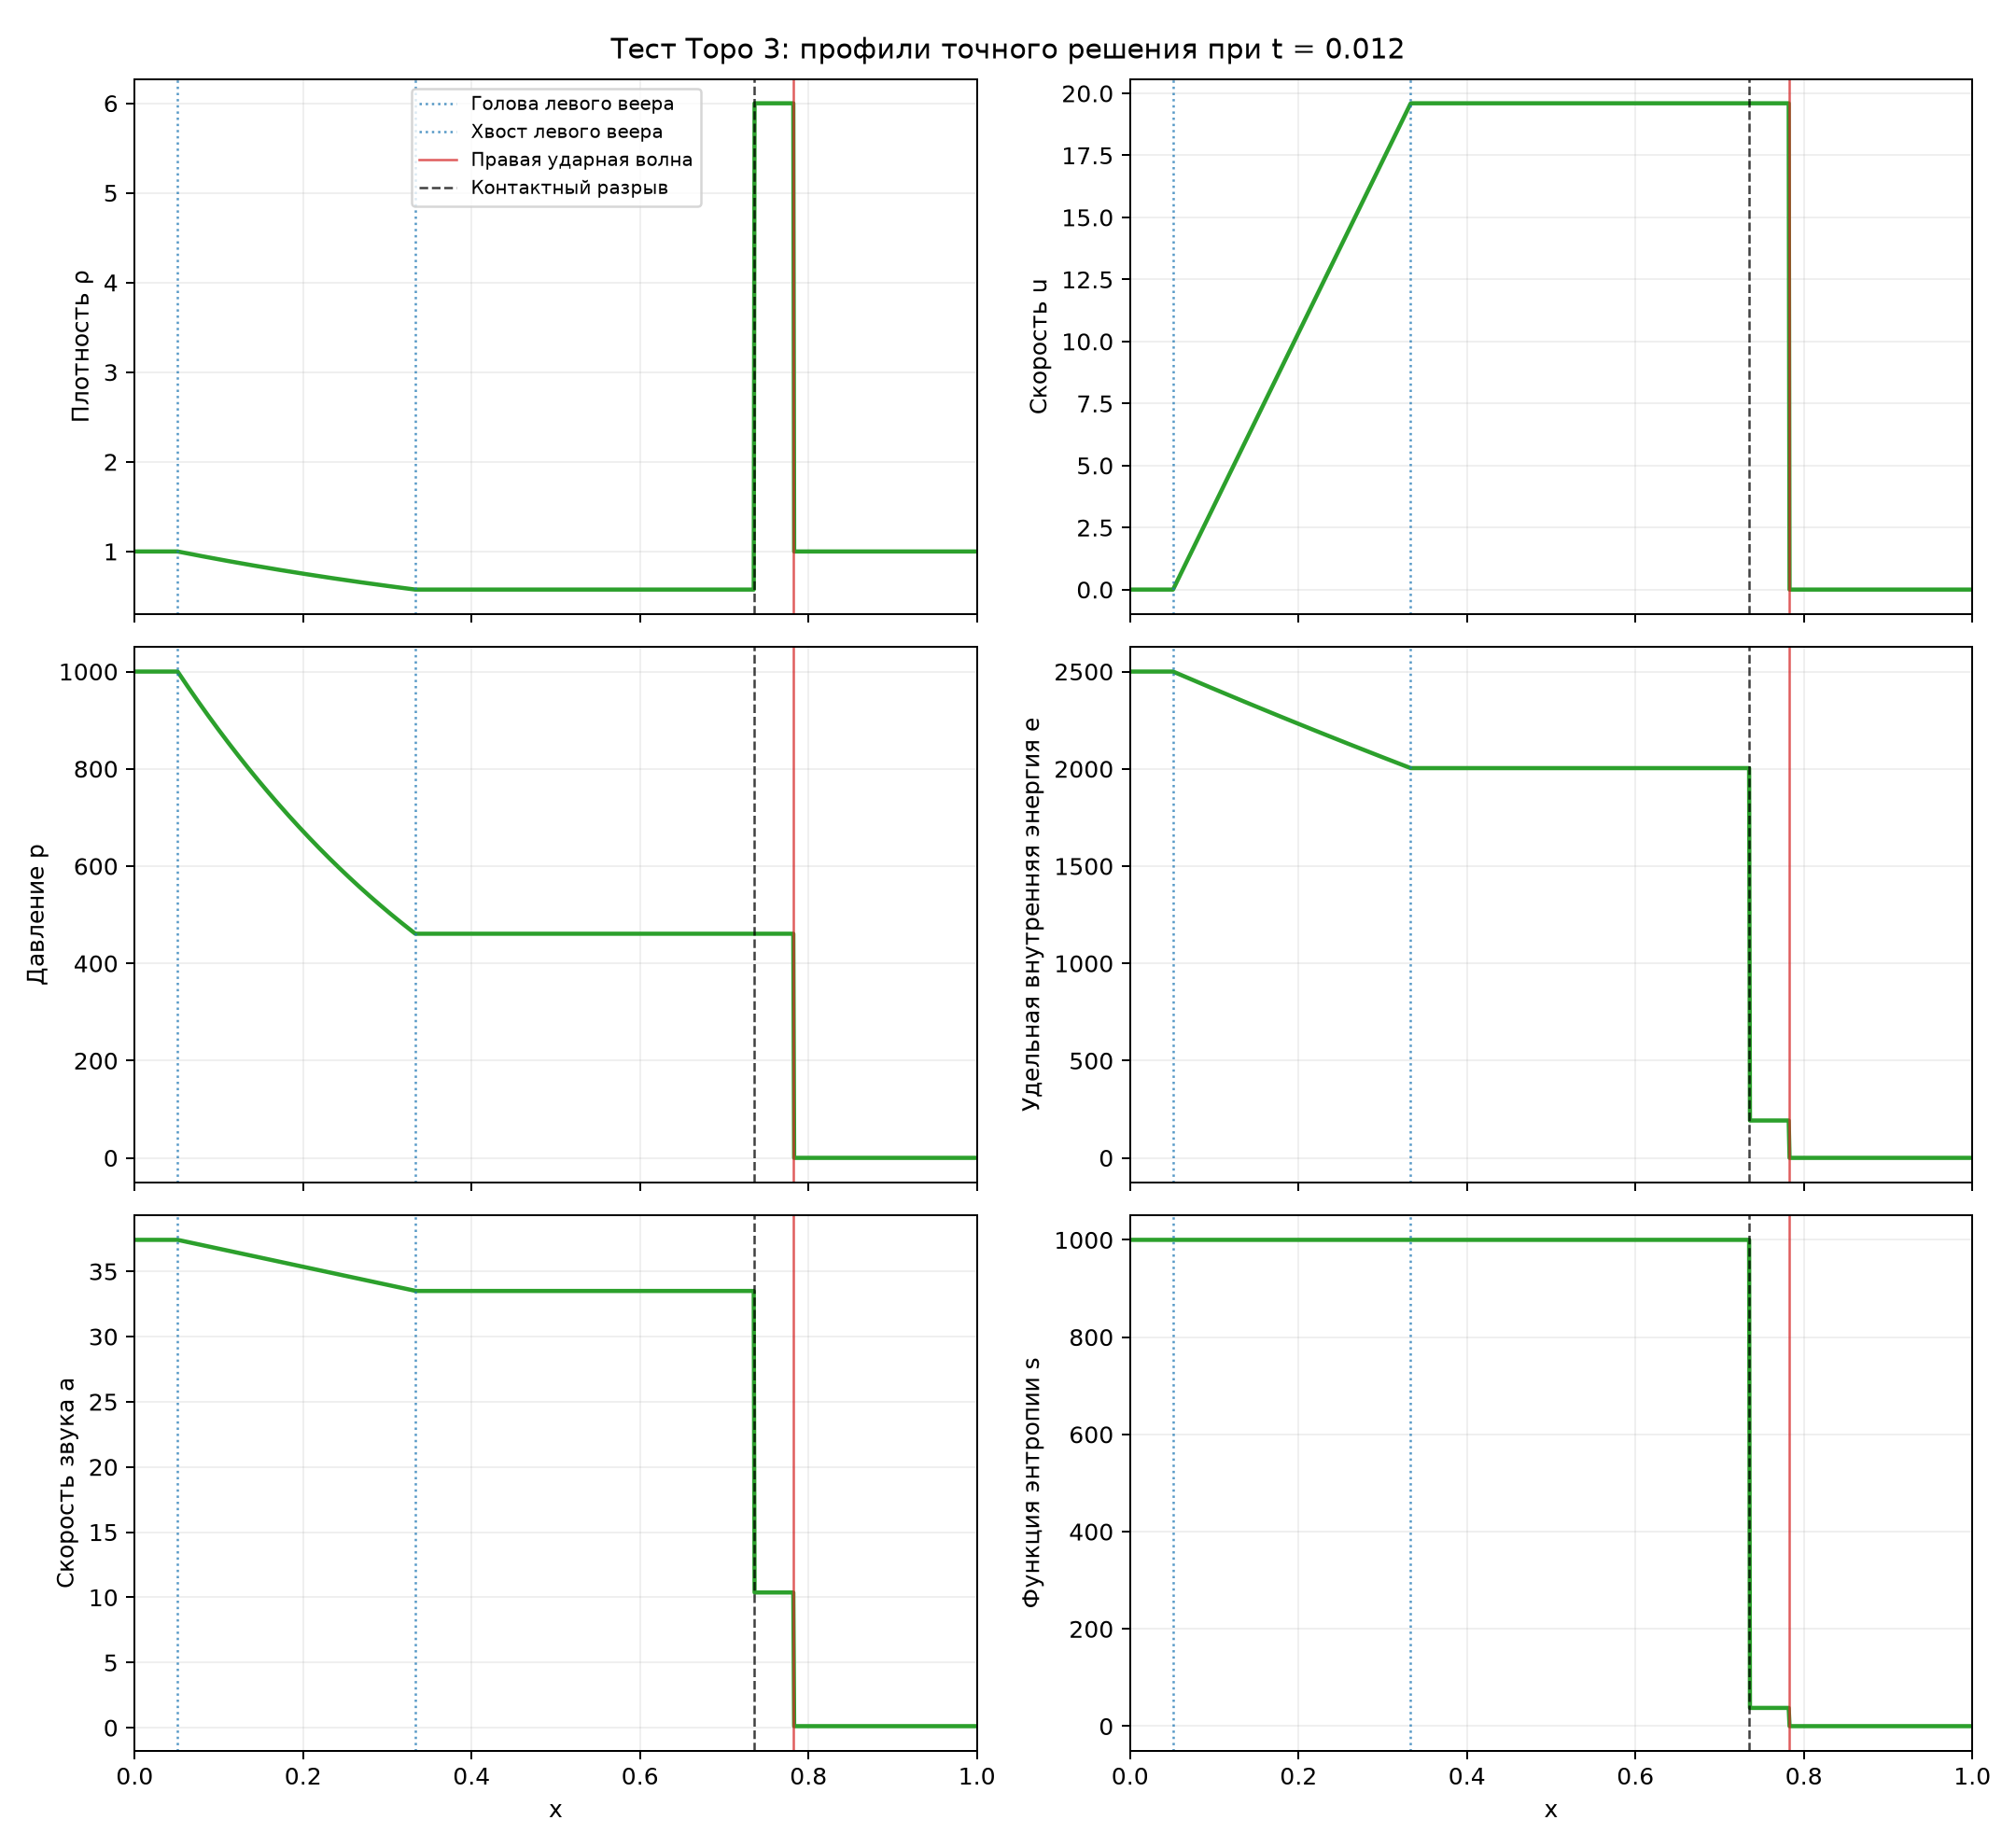 Тест Торо 3: профили точного решения при t = 0.012
Плотность ρ
6
5
4
3
2
1
Голова левого веера
Хвост левого веера
Правая ударная волна
Контактный разрыв
Скорость u
20.0
17.5
15.0
12.5
10.0
7.5
5.0
2.5
0.0
Давление p
1000
800
600
400
200
0
Удельная внутренняя энергия e
2500
2000
1500
1000
500
0
Скорость звука a
35
30
25
20
15
10
5
0
0.0 0.2 0.4 0.6 0.8 1.0
x
Функция энтропии s
1000
800
600
400
200
0
0.0 0.2 0.4 0.6 0.8 1.0
x